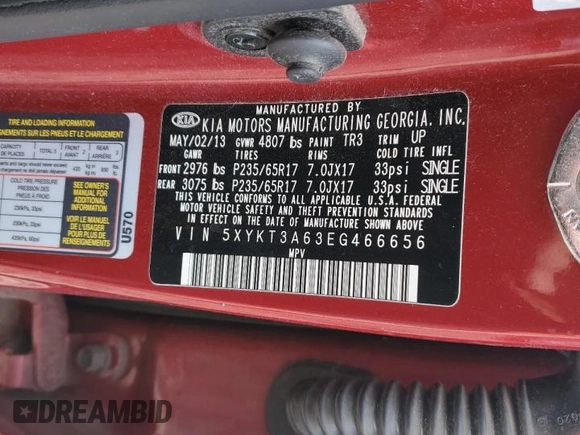 MANUFACTURED BY
KIA KIA MOTORS MANUFACTURING GEORGIA. INC.
MAY/02/13 GVWR 4807 lbs PAINT TR3 TRIM UP
GAWR TIRES RIMS COLD TIRE INFL
FRONT 2976 lbs P235/65R17 7.0JX17 33psi SINGLE
REAR 3075 lbs P235/65R17 7.0JX17 33psi SINGLE
THIS VEHICLE CONFORMS TO ALL APPLICABLE U.S. FEDERAL
MOTOR VEHICLE SAFETY, BUMPER, AND THEFT PREVENTION STANDARDS
IN EFFECT ON THE DATE OF MANUFACTURE SHOWN ABOVE.
VIN 5XYKT3A63EG466656
MPV
TIRE AND LOADING INFORMATION
SEE OWNER'S
MANUAL FOR
ADDITIONAL
INFORMATION
VOIR LE MANUEL
DE L'USAGER
POUR PLUS DE
RENSEIGNEMENTS
U570
DREAMBID